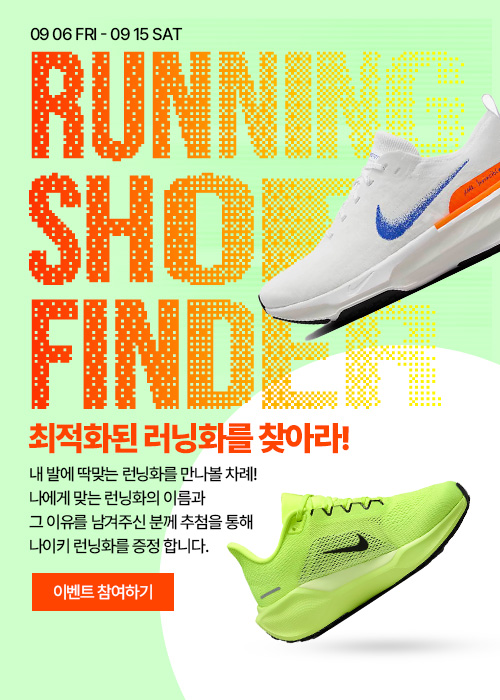 09 06 FRI - 09 15 SAT
RUNNING
SHOE
FINDER
최적화된 러닝화를 찾아라!
내 발에 딱맞는 런닝화를 만나볼 차례!
나에게 맞는 런닝화의 이름과
그 이유를 남겨주신 분께 추첨을 통해
나이키 런닝화를 증정 합니다.
이벤트 참여하기